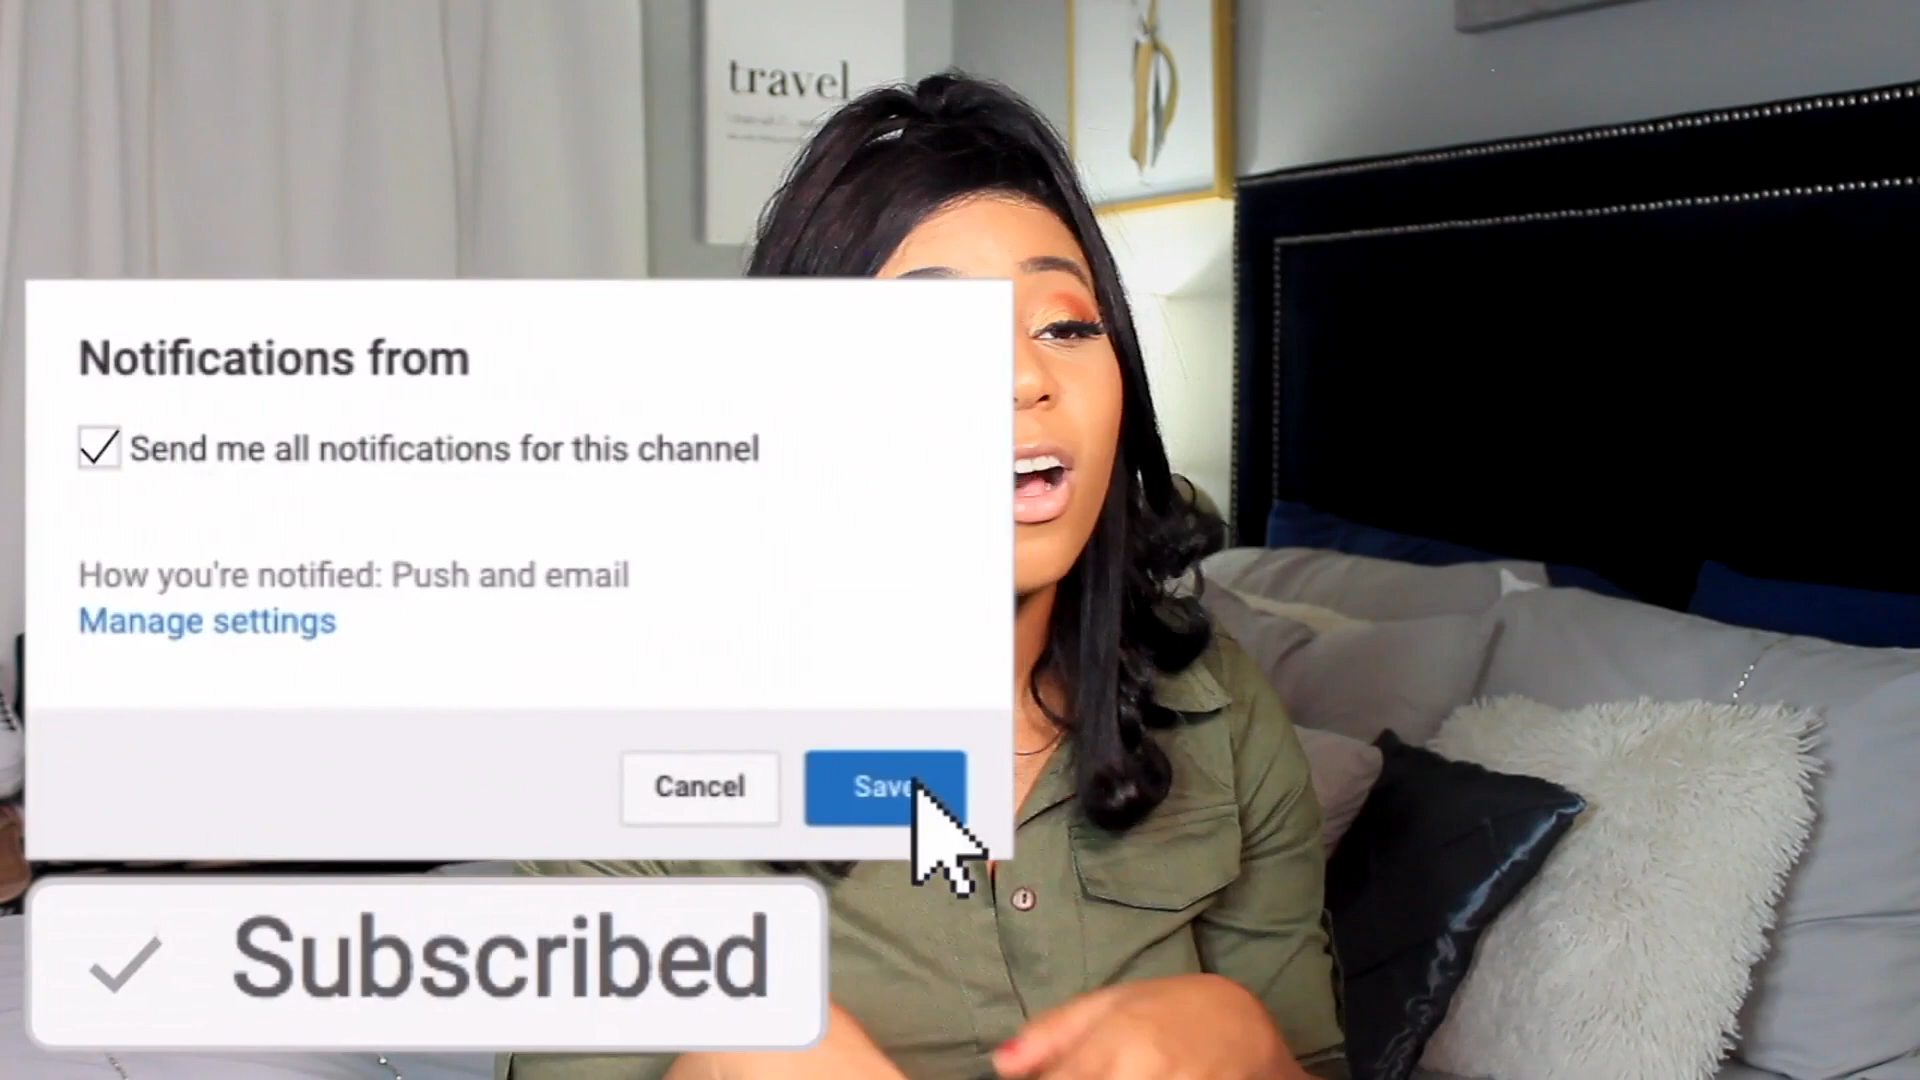 travel
Notifications from
Send me all notifications for this channel
How you're notified: Push and email
Manage settings
Cancel
Save
Subscribed